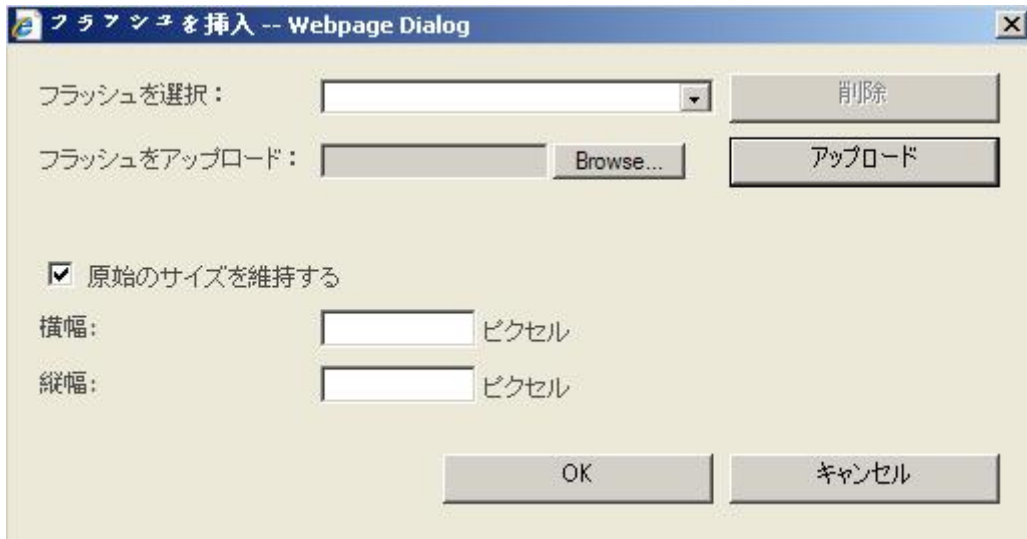 フラッシュを挿入 -- Webpage Dialog
フラッシュを選択： 削除
フラッシュをアップロード： Browse... アップロード
原始のサイズを維持する
横幅: ピクセル
縦幅: ピクセル
OK キャンセル